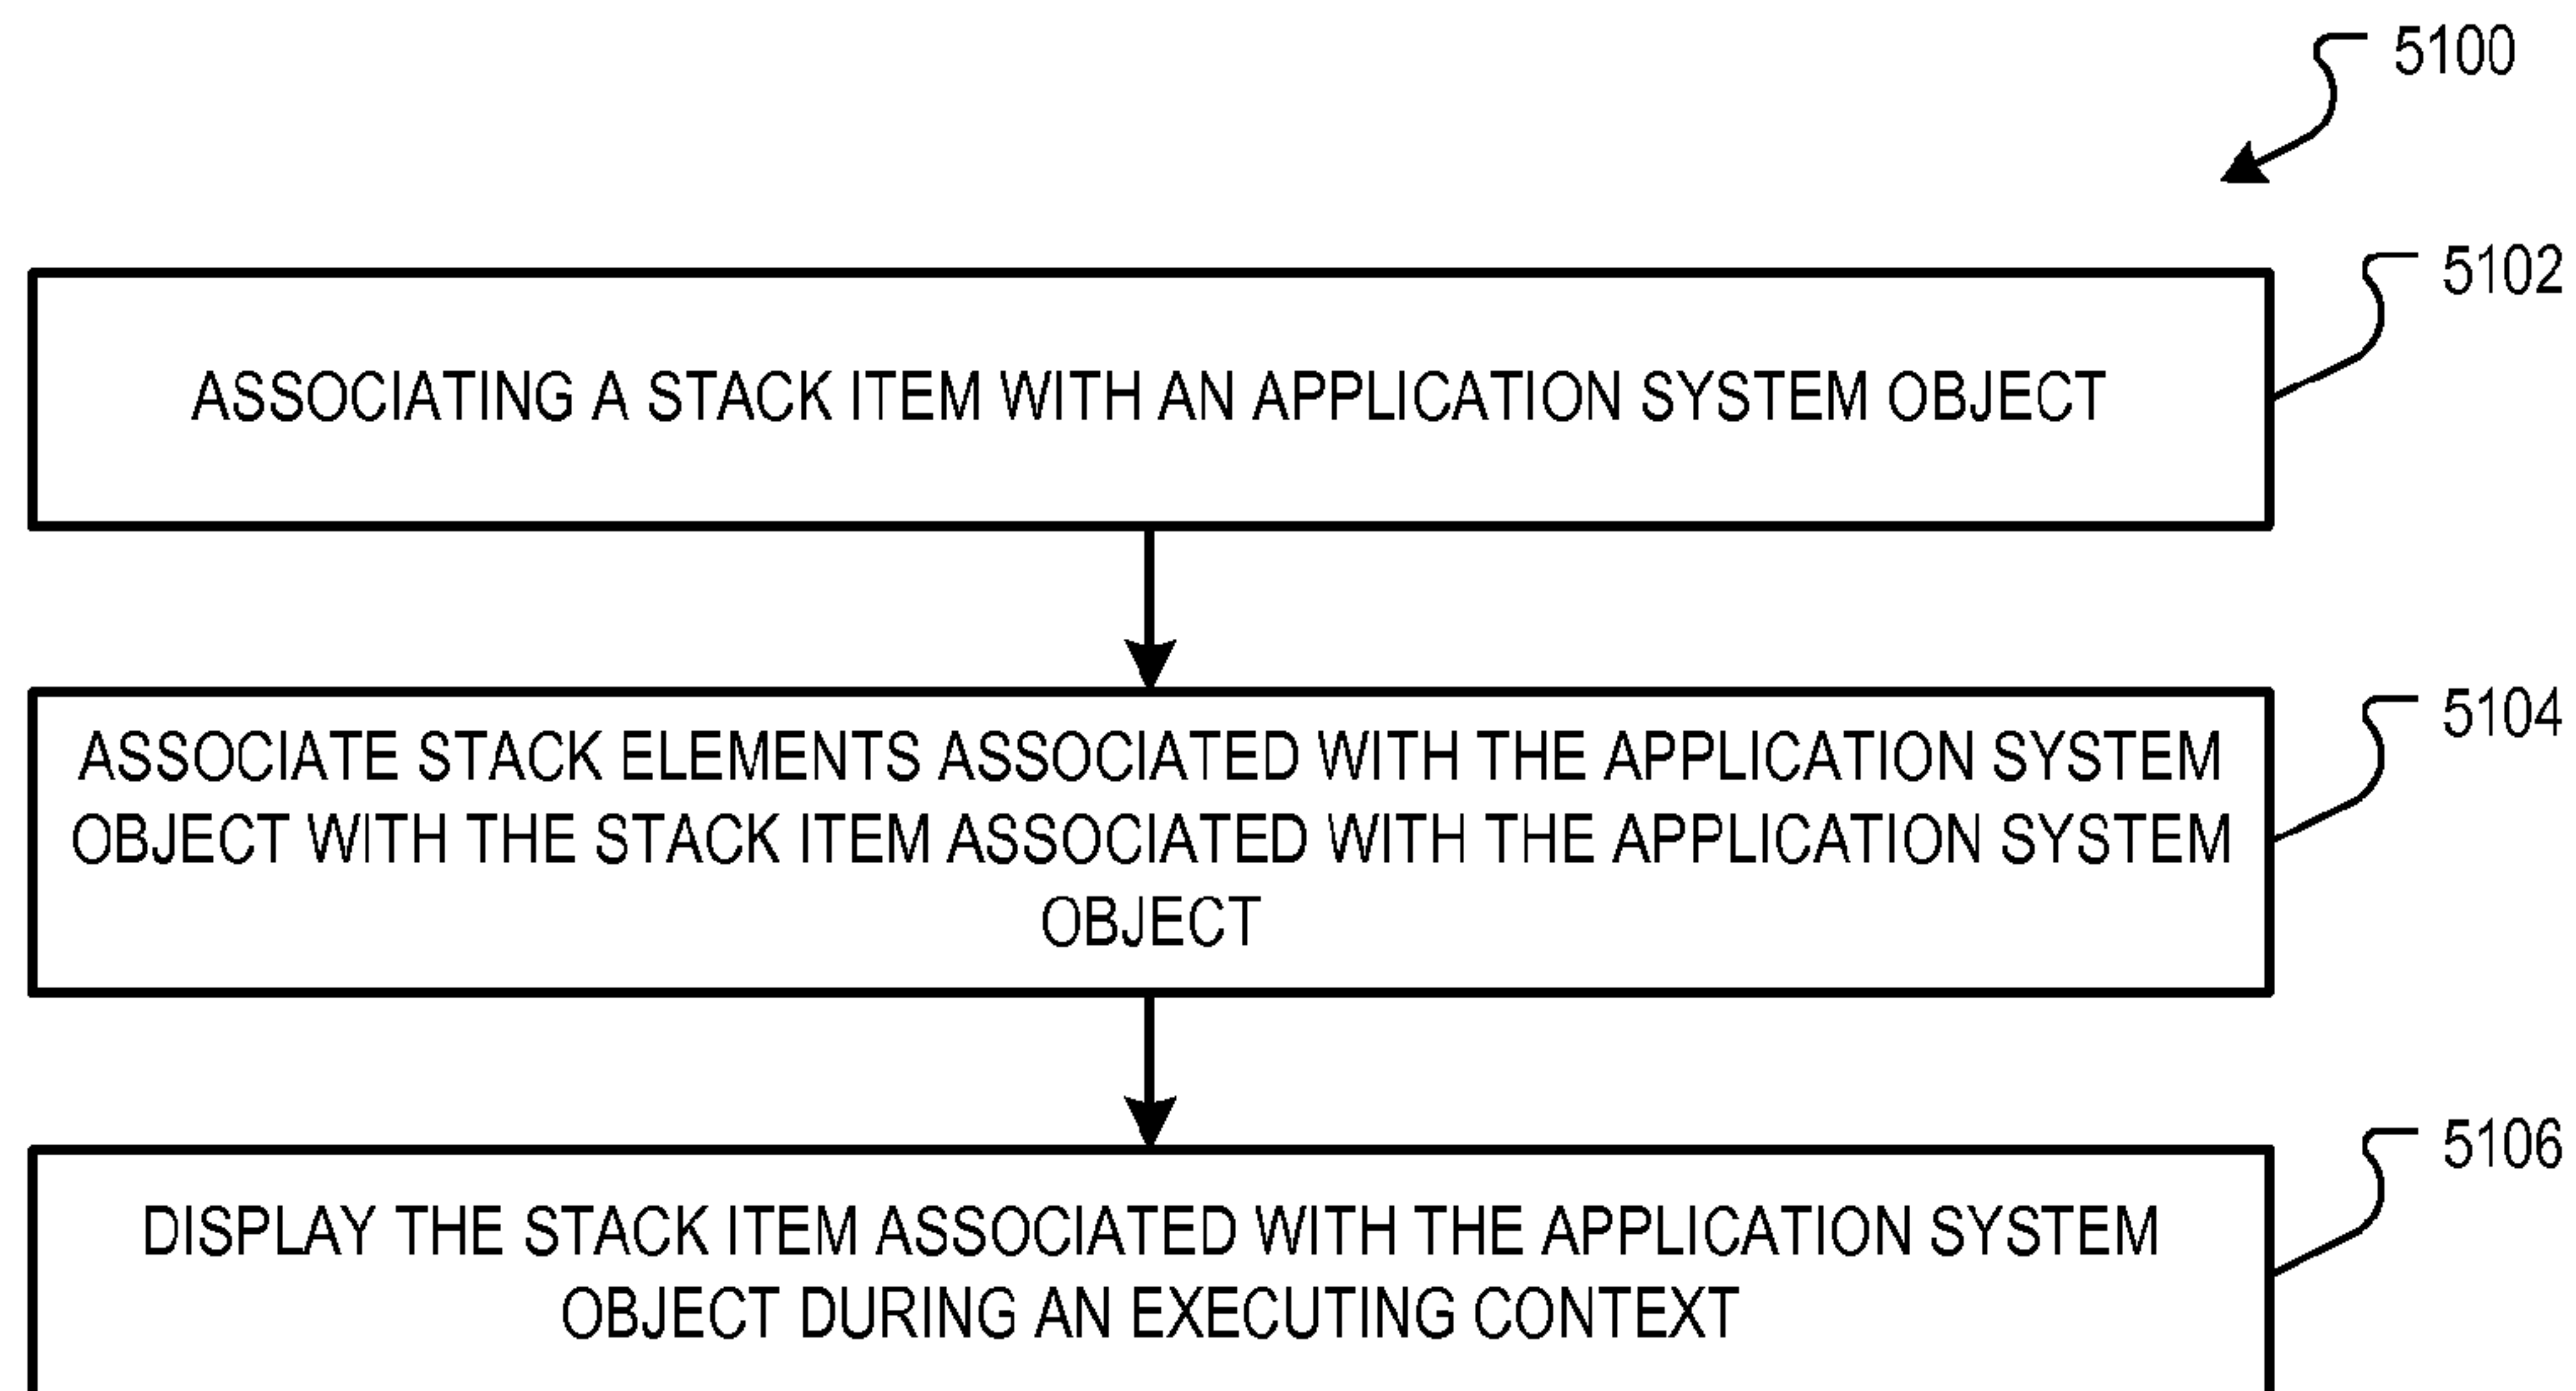 5100
5102
ASSOCIATING A STACK ITEM WITH AN APPLICATION SYSTEM OBJECT
5104
ASSOCIATE STACK ELEMENTS ASSOCIATED WITH THE APPLICATION SYSTEM
OBJECT WITH THE STACK ITEM ASSOCIATED WITH THE APPLICATION SYSTEM
OBJECT
5106
DISPLAY THE STACK ITEM ASSOCIATED WITH THE APPLICATION SYSTEM
OBJECT DURING AN EXECUTING CONTEXT